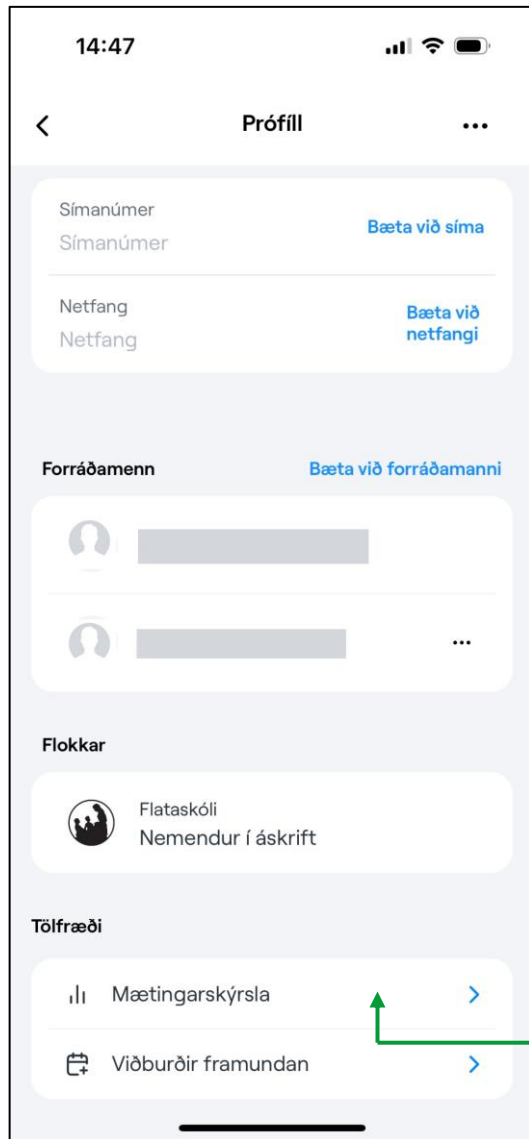 14:47
Prófíll
Símanúmer
Símanúmer
Bæta við síma
Netfang
Netfang
Bæta við
netfangi
Forráðamenn
Bæta við forráðamanni
Flokkar
Flataskóli
Nemendur í áskrift
Tölfræði
Mætingarskýrsla
Viðburðir framundan